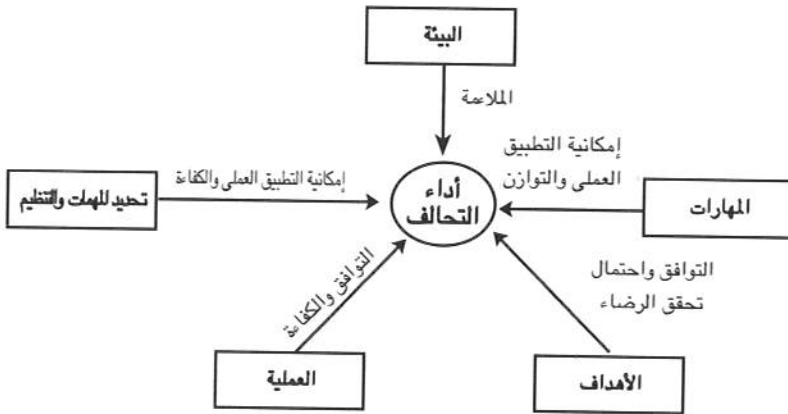 البيئة
الملاءمة
إمكانية التطبيق
العملى والتوازن
المهارات
أداء
التحالف
إمكانية التطبيق العملى والكفاءة
تحديد المهمات والتنظيم
التوافق واحتمال
تحقق الرضاء
التوافق والكفاءة
الأهداف
العملية